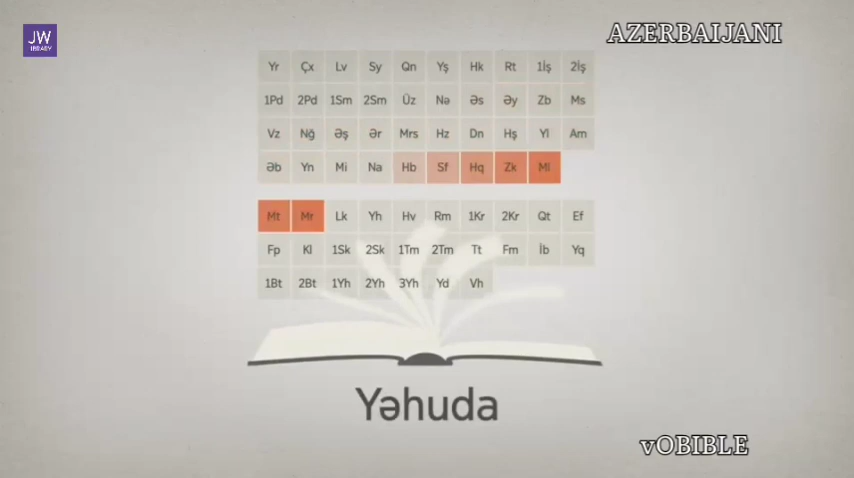 JW
LIBRARY
AZERBAIJANI
Yr Çx Lv Sy Qn Yş Hk Rt 1İş 2İş
1Pd 2Pd 1Sm 2Sm Üz Nə Əs Əy Zb Ms
Vz Nğ Əş Ər Mrs Hz Dn Hş Yl Am
Əb Yn Mi Na Hb Sf Hq Zk Ml
Mt Mr Lk Yh Hv Rm 1Kr 2Kr Qt Ef
Fp Kl 1Sk 2Sk 1Tm 2Tm Tt Fm İb Yq
1Bt 2Bt 1Yh 2Yh 3Yh Yd Vh
Yəhuda
vOBIBLE